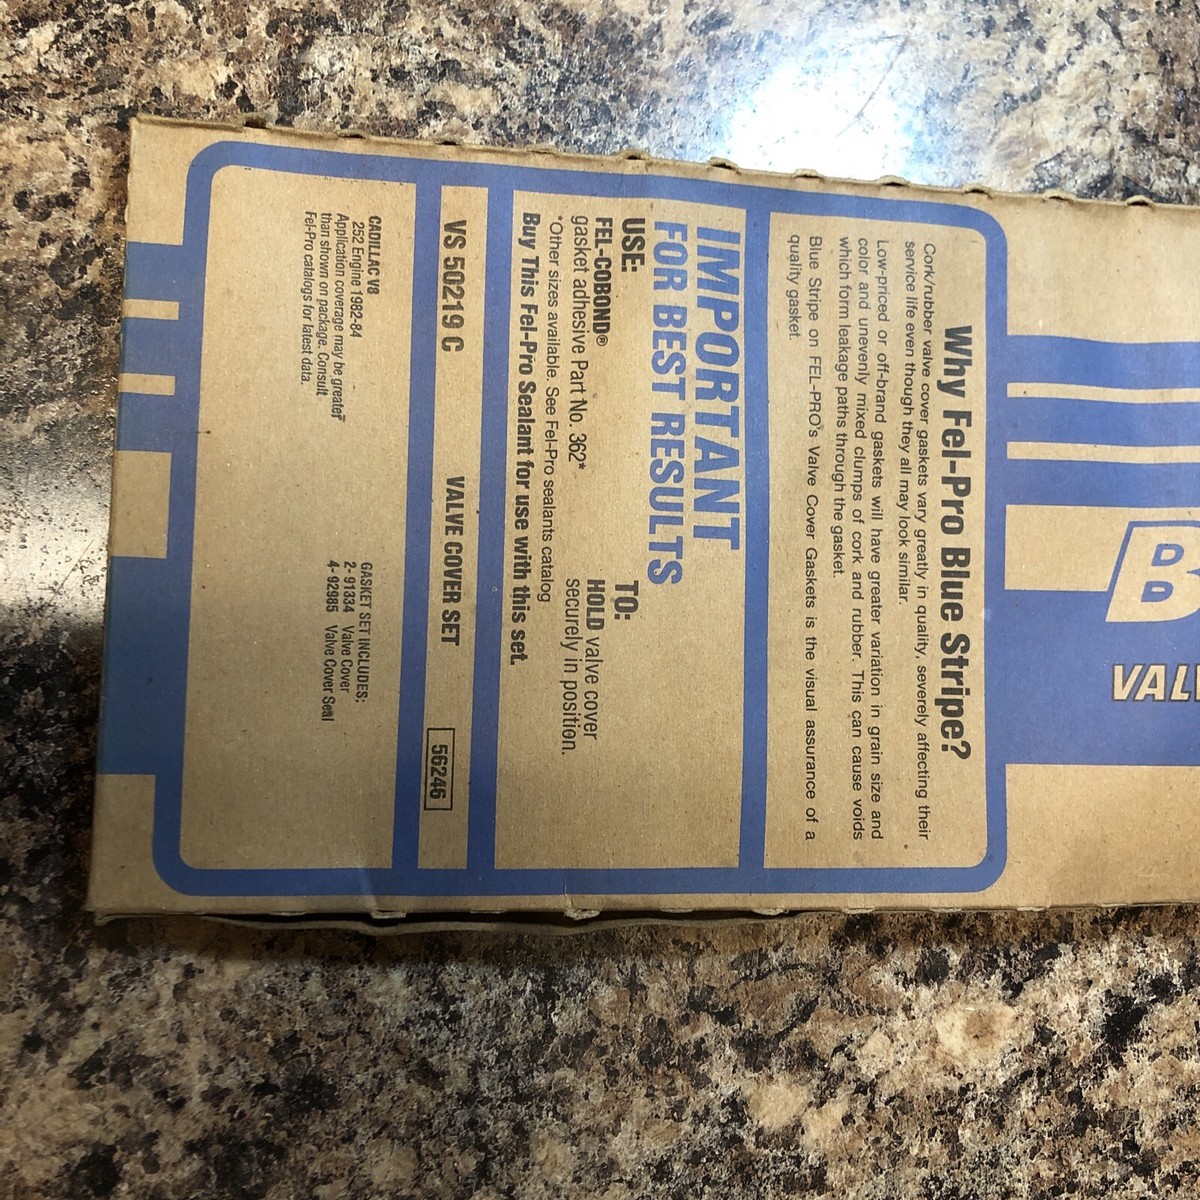 B
VAL
Why Fel-Pro Blue Stripe?
Cork/rubber valve cover gaskets vary greatly in quality, severely affecting their
service life even though they all may look similar.
Low-priced or off-brand gaskets will have greater variation in grain size and
color and unevenly mixed clumps of cork and rubber. This can cause voids
which form leakage paths through the gasket.
Blue Stripe on FEL-PRO's Valve Cover Gaskets is the visual assurance of a
quality gasket.
IMPORTANT
FOR BEST RESULTS
USE:
FEL-COBOND®
gasket adhesive Part No. 362*
TO:
HOLD valve cover
securely in position.
*Other sizes available. See Fel-Pro sealants catalog
Buy This Fel-Pro Sealant for use with this set.
VS 50219 C VALVE COVER SET 56246
CADILLAC V8
252 Engine 1982-84
Application coverage may be greater
than shown on package. Consult
Fel-Pro catalogs for latest data.
GASKET SET INCLUDES:
2- 91334 Valve Cover
4- 92985 Valve Cover Seal